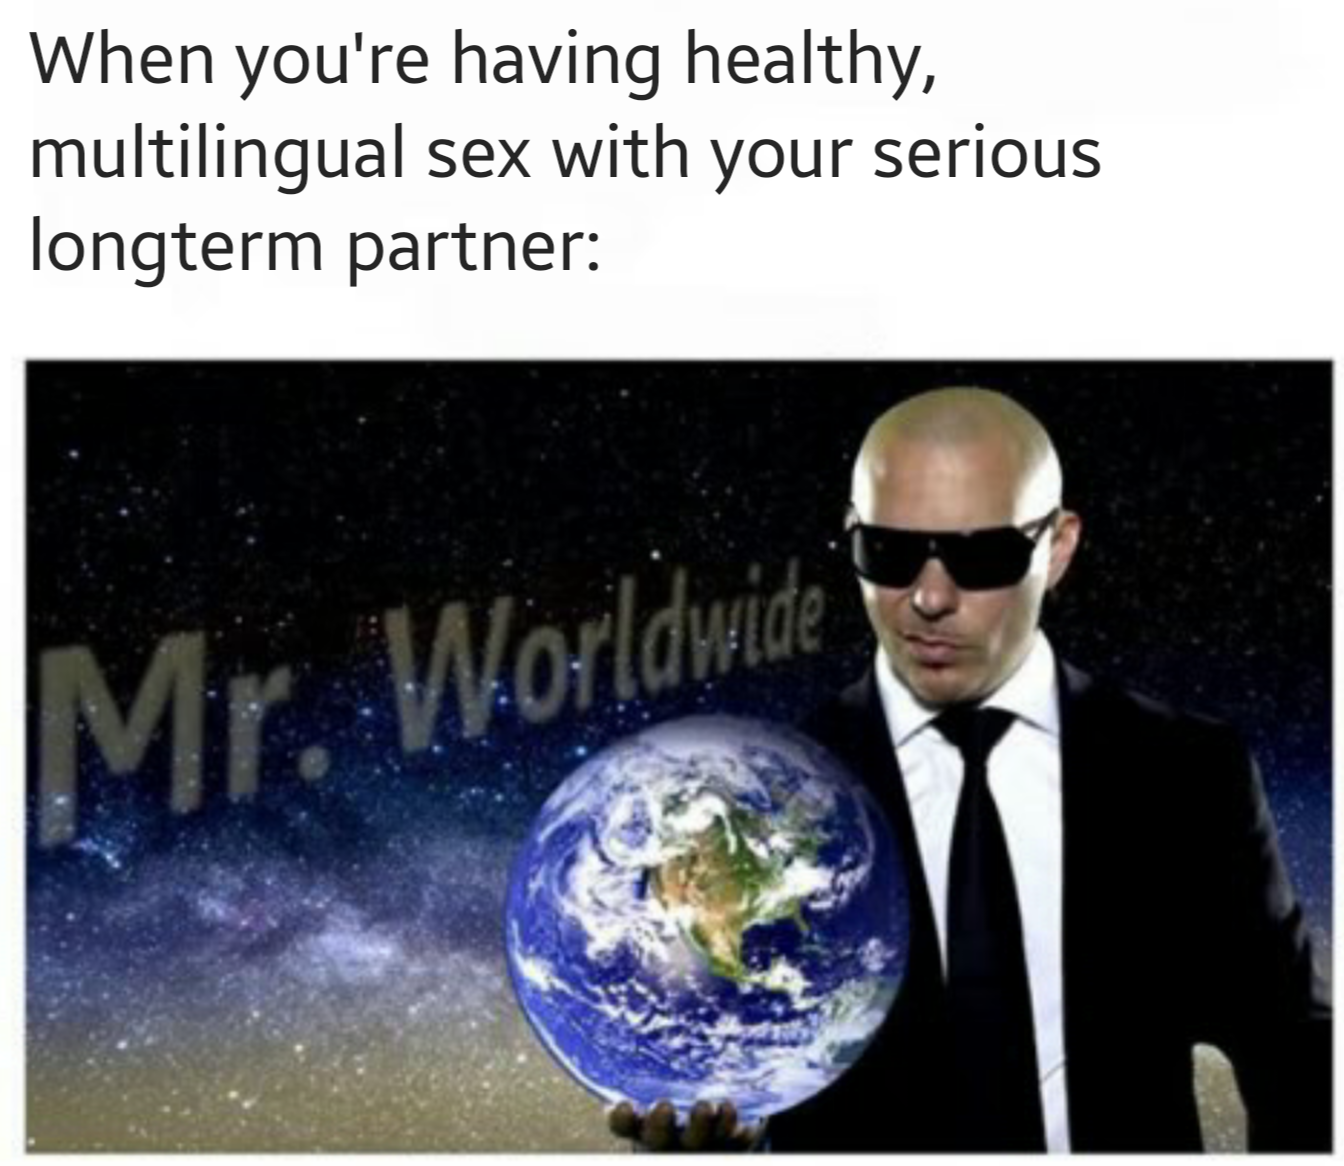 When you're having healthy,
multilingual sex with your serious
longterm partner:
Mr. Worldwide